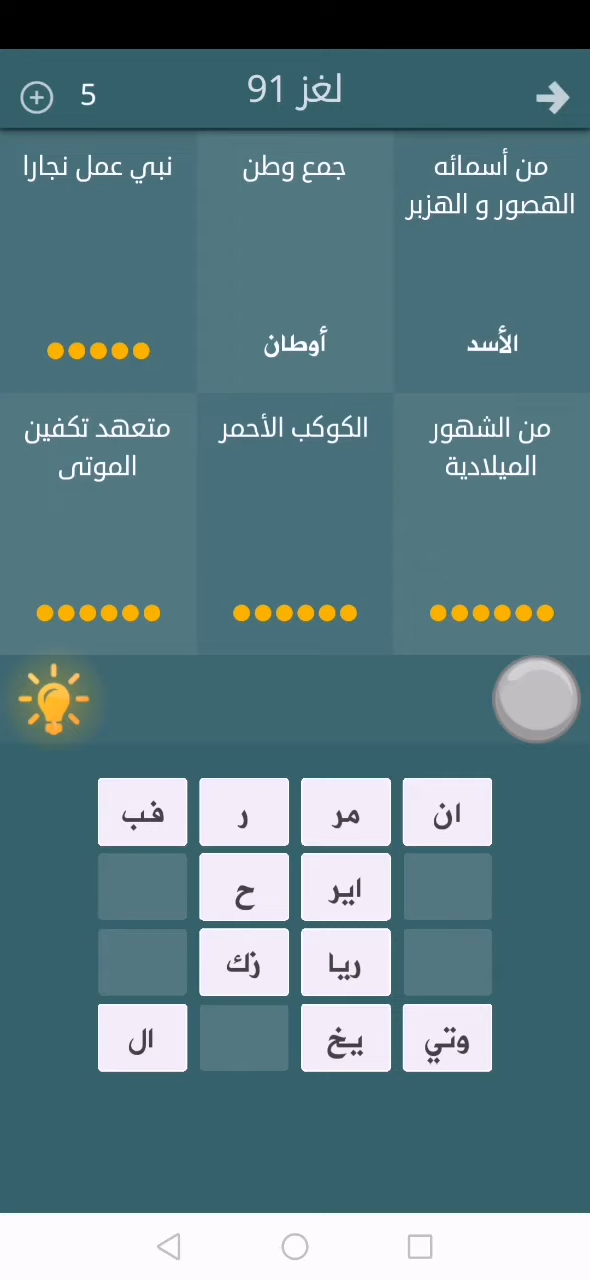 لغز 91
5
من أسمائه
الهصور و الهزبر
الأسد
جمع وطن
أوطان
نبي عمل نجارا
من الشهور
الميلادية
الكوكب الأحمر
متعهد تكفين
الموتى
ان
مر
ر
فب
اير
ح
ريا
زك
وتي
يخ
ال